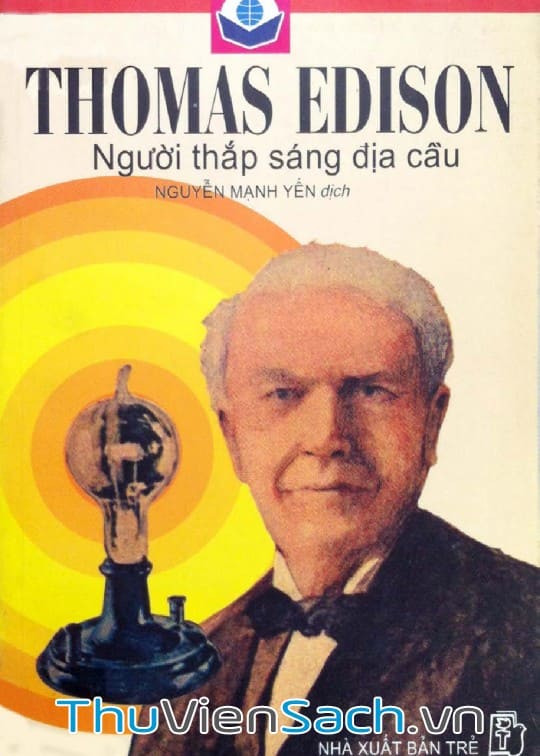 THOMAS EDISON
Người thắp sáng địa cầu
NGUYỄN MẠNH YẾN dịch
ThuVienSach.vn
NHÀ XUẤT BẢN TRẺ